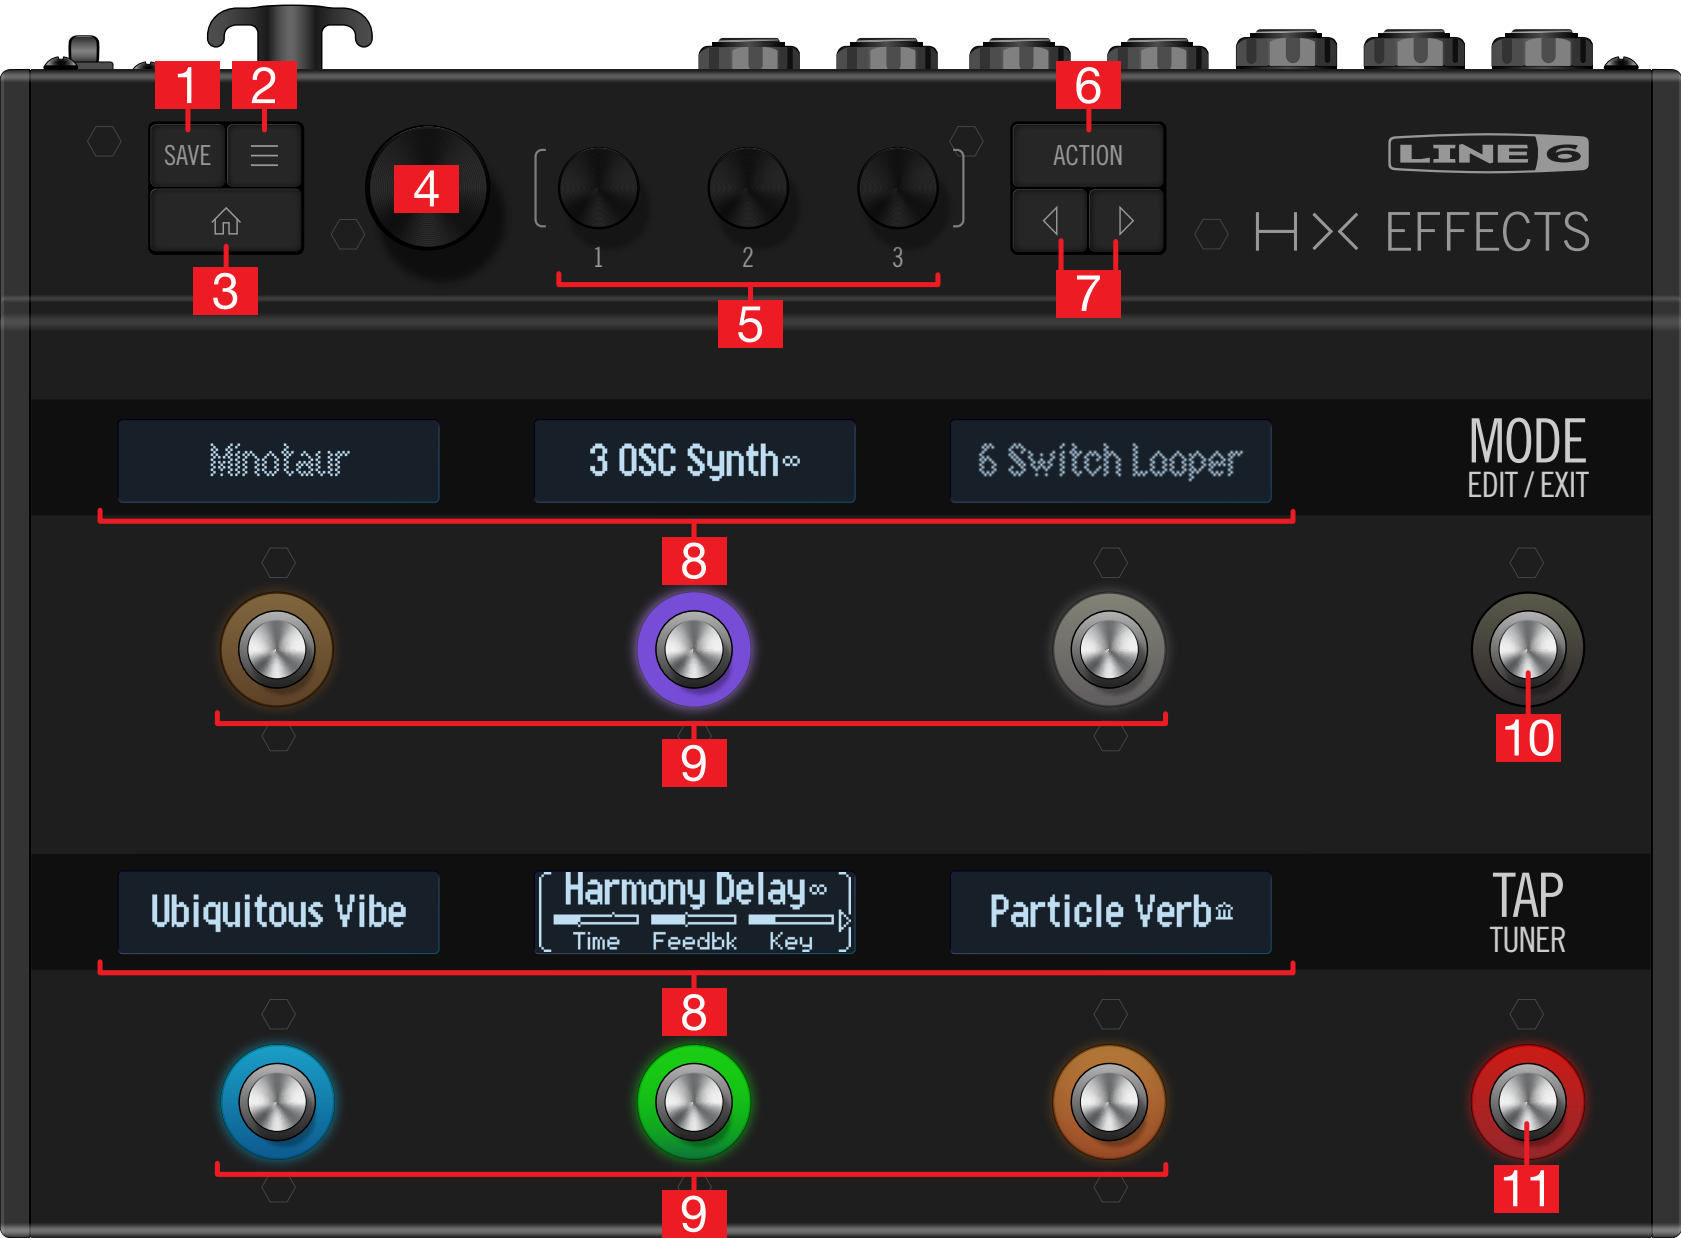 1 2 6
SAVE
ACTION
LINE 6
4
HX EFFECTS
1 2 3
3
7
5
Minotaur
3 OSC Synth∞
6 Switch Looper
MODE
EDIT / EXIT
8
10
9
Ubiquitous Vibe
Harmony Delay∞
Time Feedbk Key
Particle Verb
TAP
TUNER
8
11
9